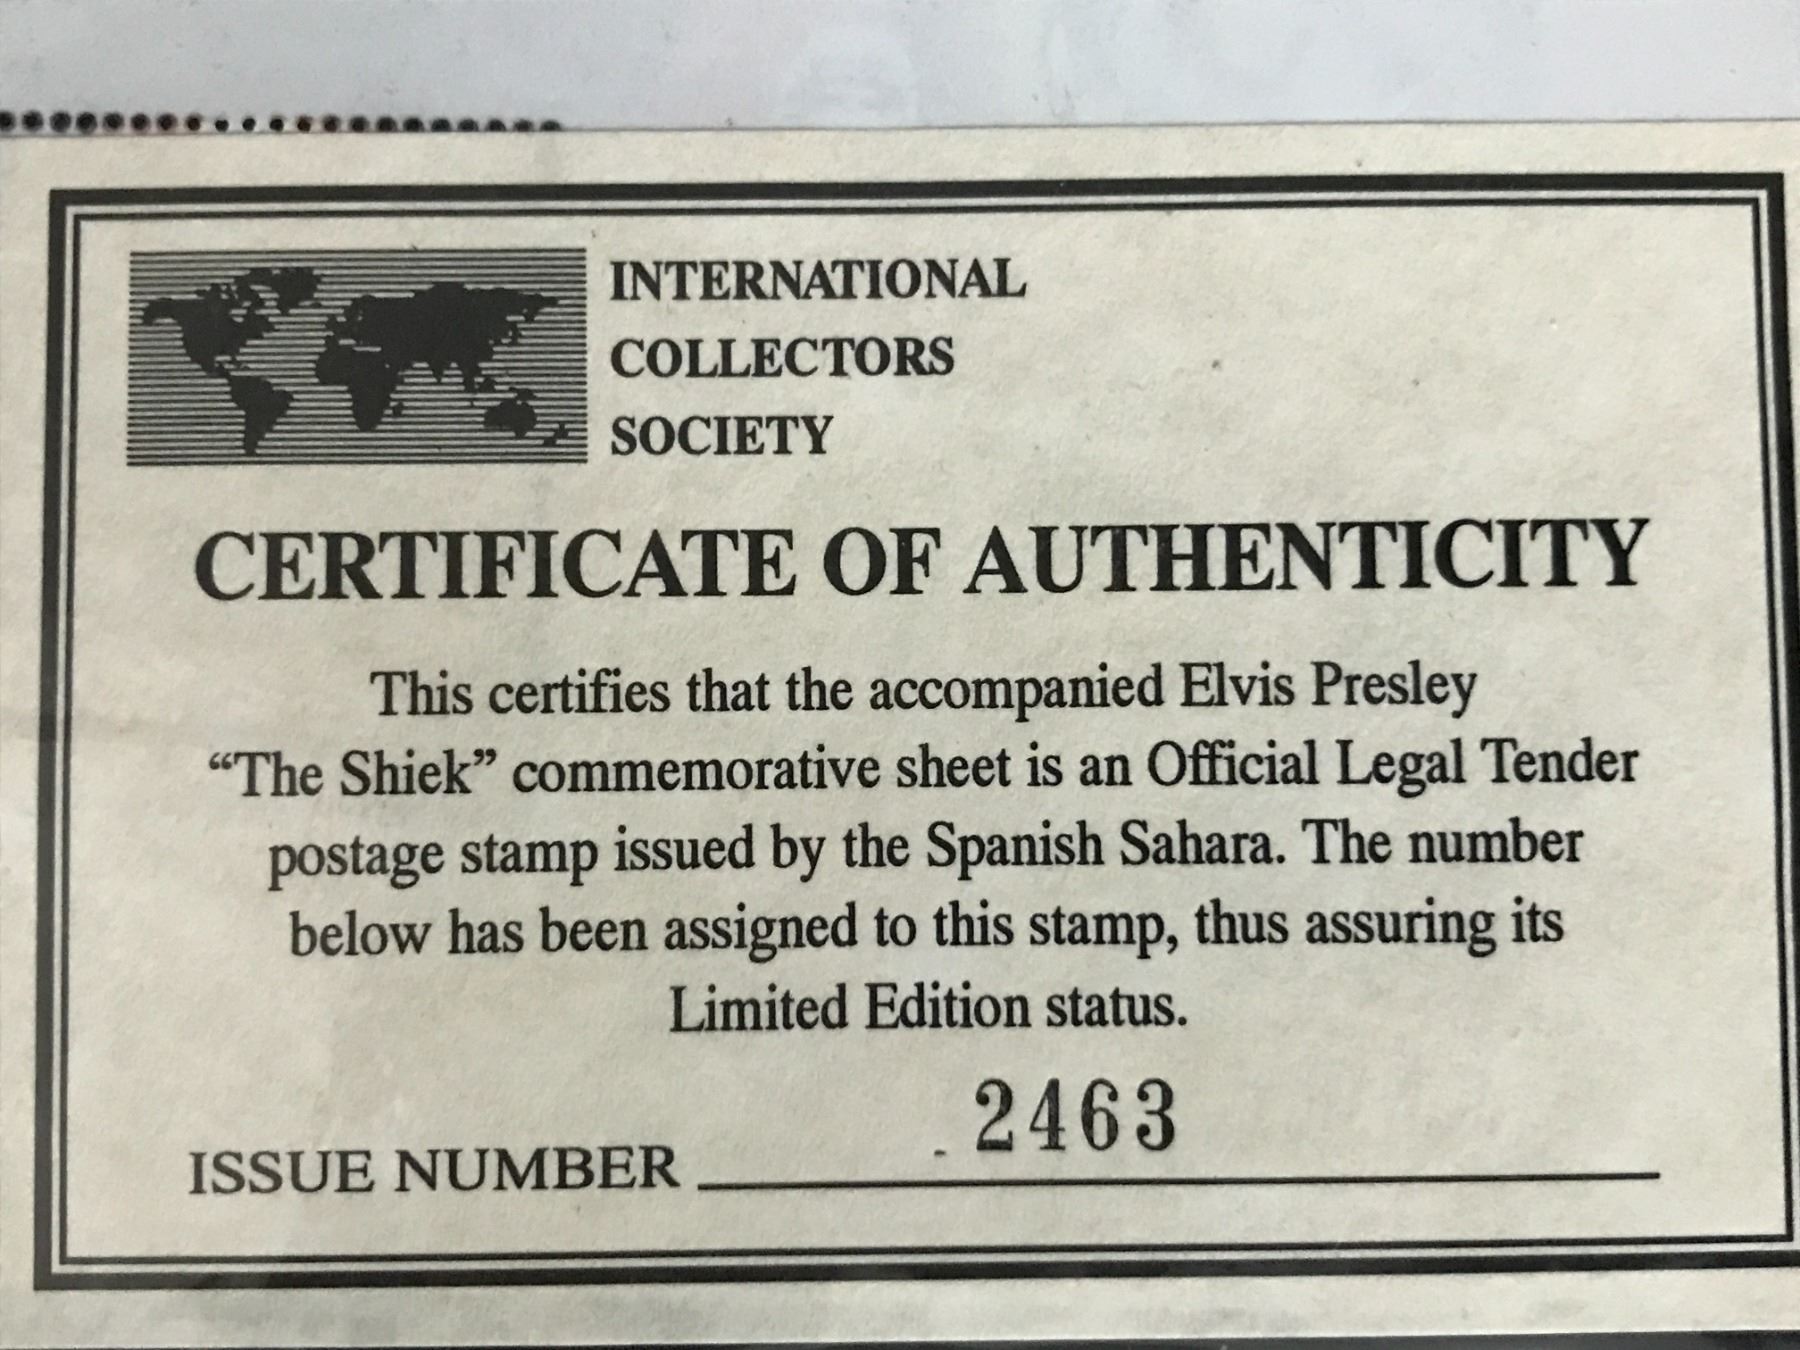 INTERNATIONAL
COLLECTORS
SOCIETY
CERTIFICATE OF AUTHENTICITY
This certifies that the accompanied Elvis Presley
“The Shiek” commemorative sheet is an Official Legal Tender
postage stamp issued by the Spanish Sahara. The number
below has been assigned to this stamp, thus assuring its
Limited Edition status.
2463
ISSUE NUMBER